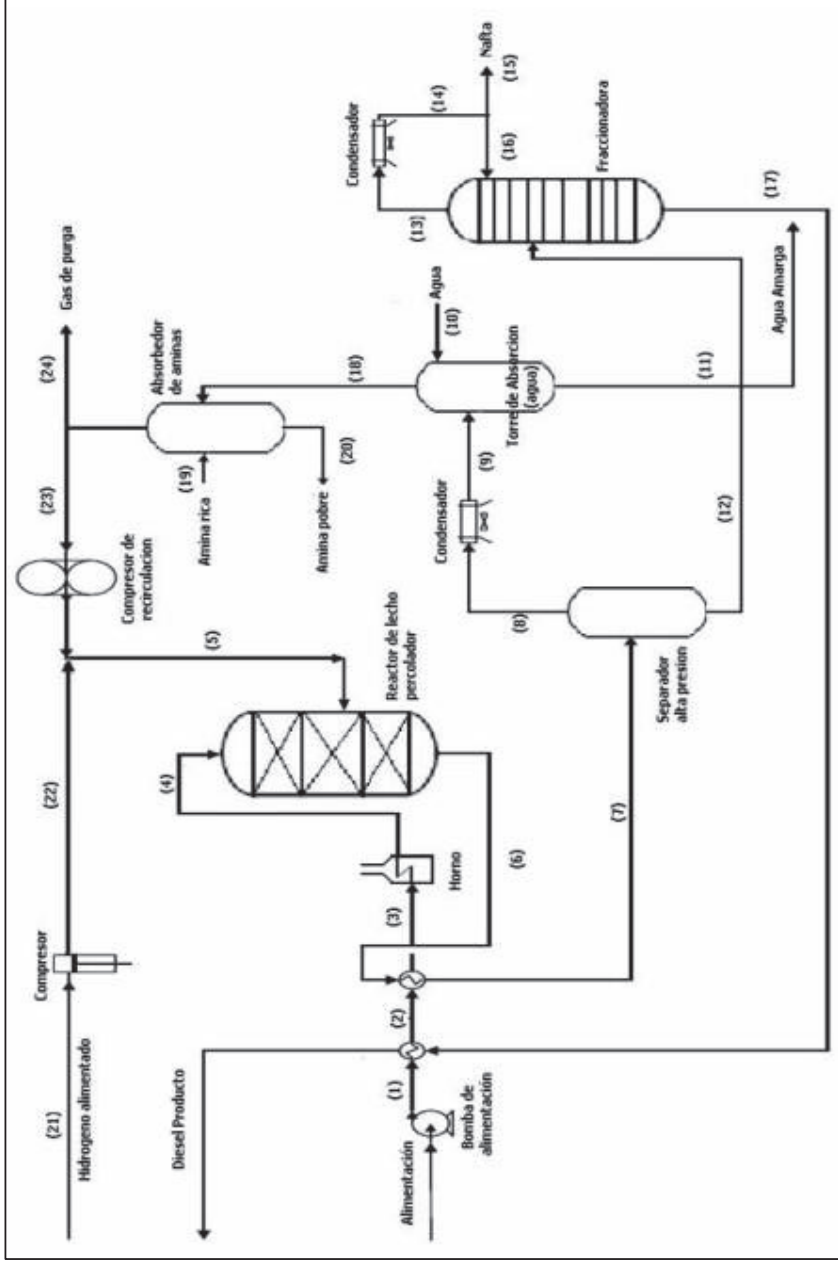 Compresor
(21)
(22)
(23)
(24)
Gas de purga
Hidrogeno alimentado
Compresor de
recirculacion
Absorbedor
de aminas
(4)
Diesel Producto
(19)
Amina rica
(5)
Amina pobre
(20)
(18)
Condensador
(14)
Nafta
(15)
(1)
(2)
(3)
Reactor de lecho
percolador
(13]
Alimentación
Bomba de
alimentación
Horno
Agua
(10)
Condensador
(9)
Torre de Absorcion
(agua)
(16)
(6)
(8)
Fraccionadora
(7)
Separador
alta presion
(12)
(11)
Agua Amarga
(17)